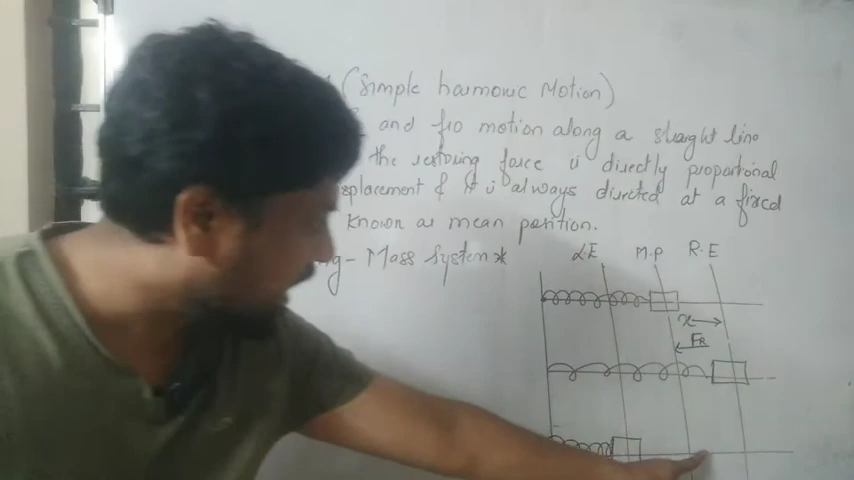 (Simple harmonic Motion)
and fro motion along a straight line
the restoring force is directly proportional
splacement & it is always directed at a fixed
known as mean position.
g- Mass System*
L.E M.P R.E
x
FR